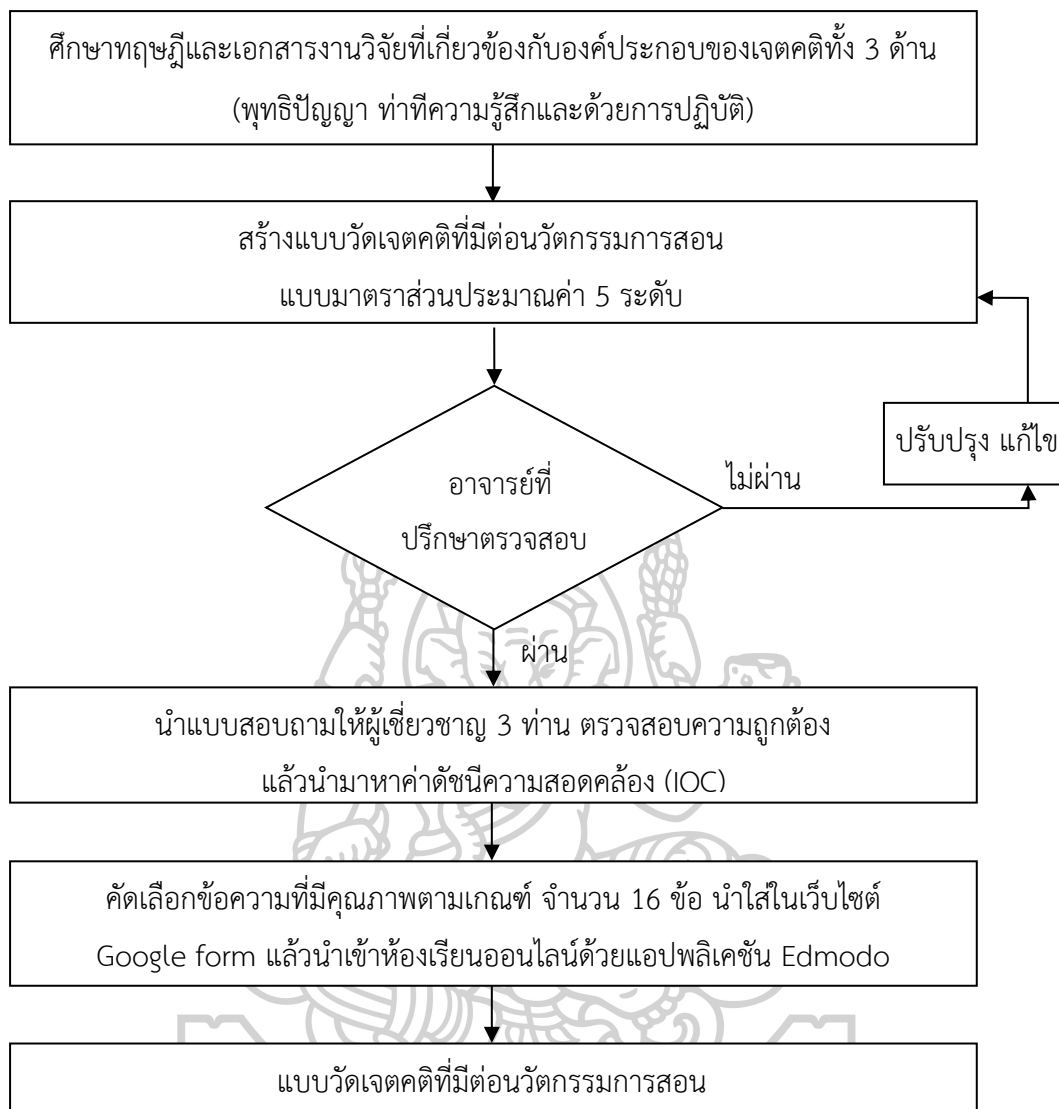 ศึกษาทฤษฎีและเอกสารงานวิจัยที่เกี่ยวข้องกับองค์ประกอบของเจตคติทั้ง 3 ด้าน
(พุทธิปัญญา ท่าทีความรู้สึกและด้วยการปฏิบัติ)
สร้างแบบวัดเจตคติที่มีต่อนวัตกรรมการสอน
แบบมาตราส่วนประมาณค่า 5 ระดับ
ปรับปรุง แก้ไข
อาจารย์ที่
ปรึกษาตรวจสอบ
ไม่ผ่าน
ผ่าน
นำแบบสอบถามให้ผู้เชี่ยวชาญ 3 ท่าน ตรวจสอบความถูกต้อง
แล้วนำมาหาค่าดัชนีความสอดคล้อง (IOC)
คัดเลือกข้อความที่มีคุณภาพตามเกณฑ์ จำนวน 16 ข้อ นำใส่ในเว็บไซต์
Google form แล้วนำเข้าห้องเรียนออนไลน์ด้วยแอปพลิเคชัน Edmodo
แบบวัดเจตคติที่มีต่อนวัตกรรมการสอน